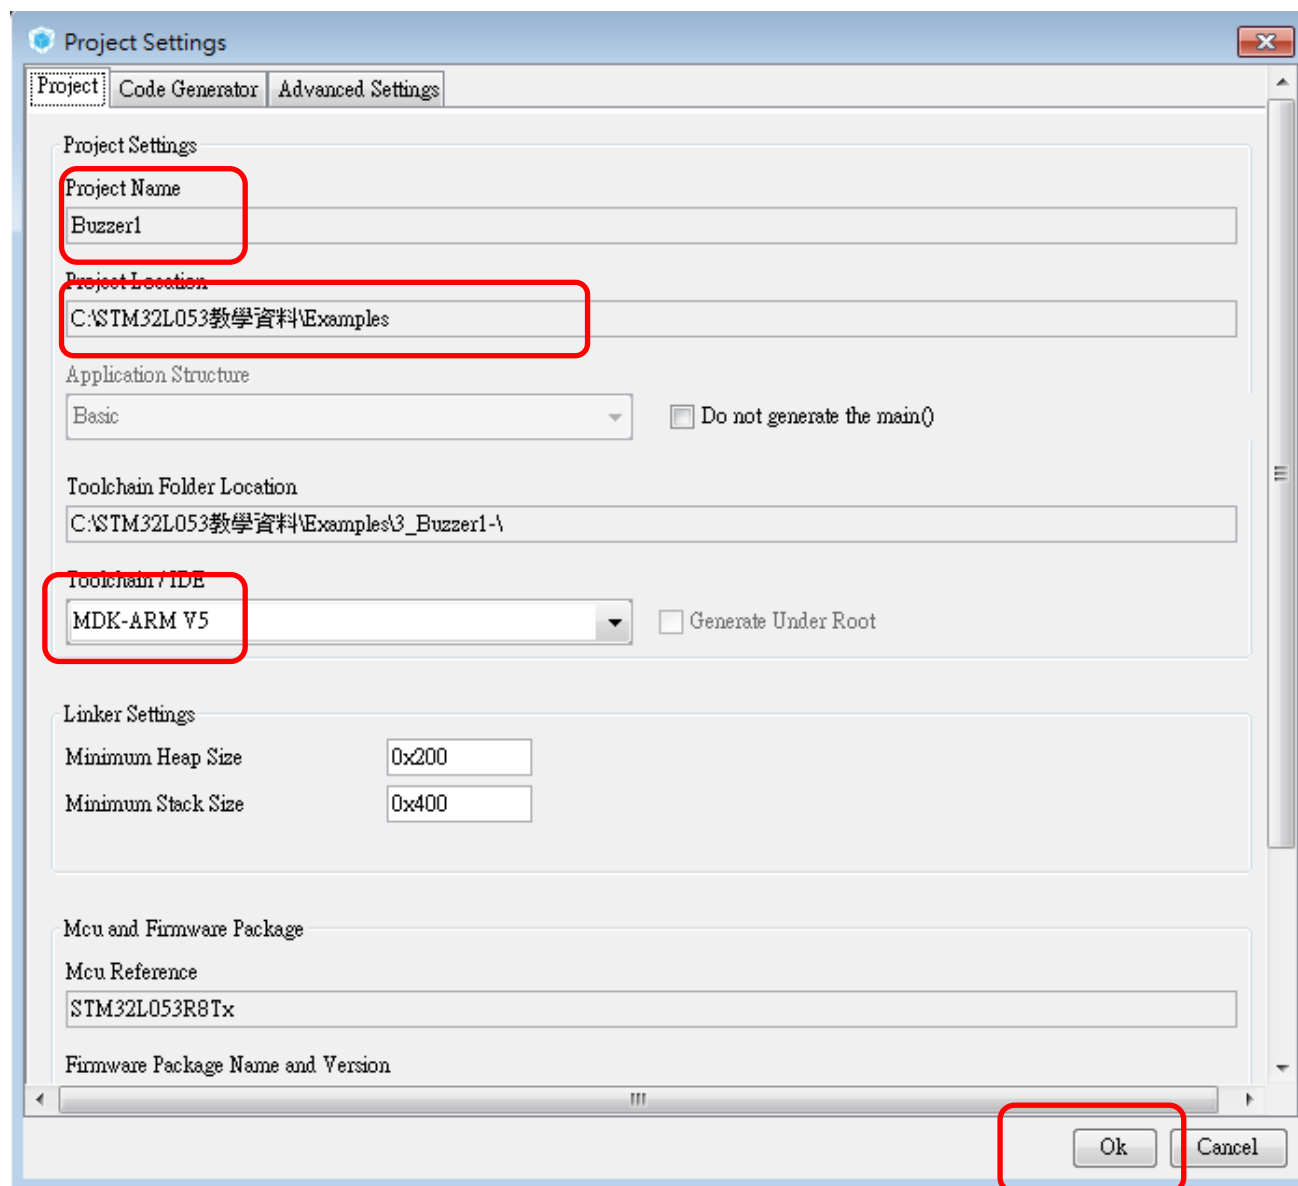 Project Settings
Project Code Generator Advanced Settings
Project Settings
Project Name
Buzzer1
Project Location
C:\STM32L053教學資料\Examples
Application Structure
Basic Do not generate the main()
Toolchain Folder Location
C:\STM32L053教學資料\Examples\3_Buzzer1-\
Toolchain / IDE
MDK-ARM V5 Generate Under Root
Linker Settings
Minimum Heap Size 0x200
Minimum Stack Size 0x400
Mcu and Firmware Package
Mcu Reference
STM32L053R8Tx
Firmware Package Name and Version
Ok Cancel